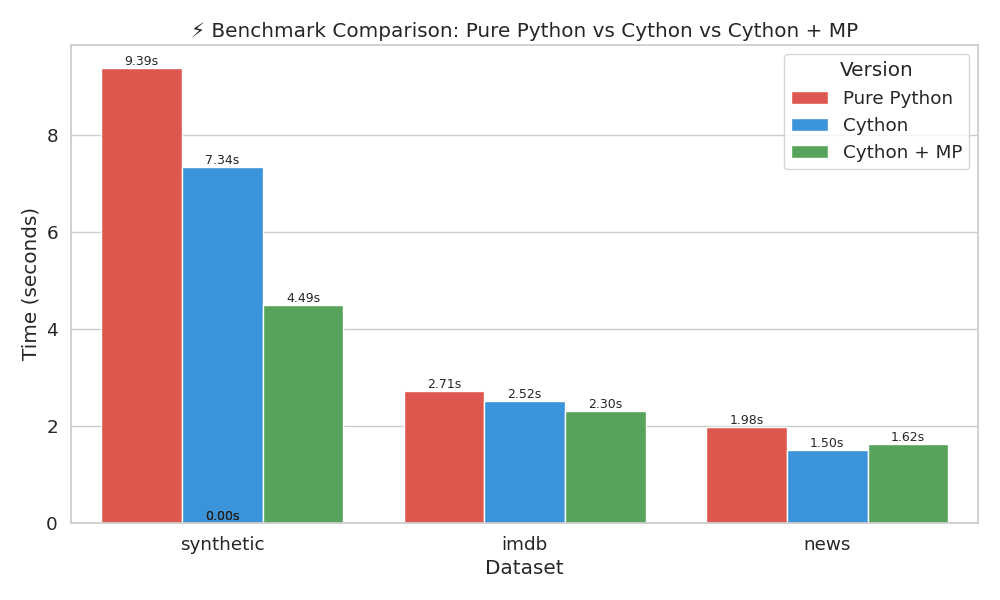 ⚡ Benchmark Comparison: Pure Python vs Cython vs Cython + MP
Version
Pure Python
Cython
Cython + MP
Time (seconds)
8
6
4
2
0
9.39s
7.34s
4.49s
0.00s
2.71s
2.52s
2.30s
1.98s
1.50s
1.62s
synthetic
imdb
news
Dataset